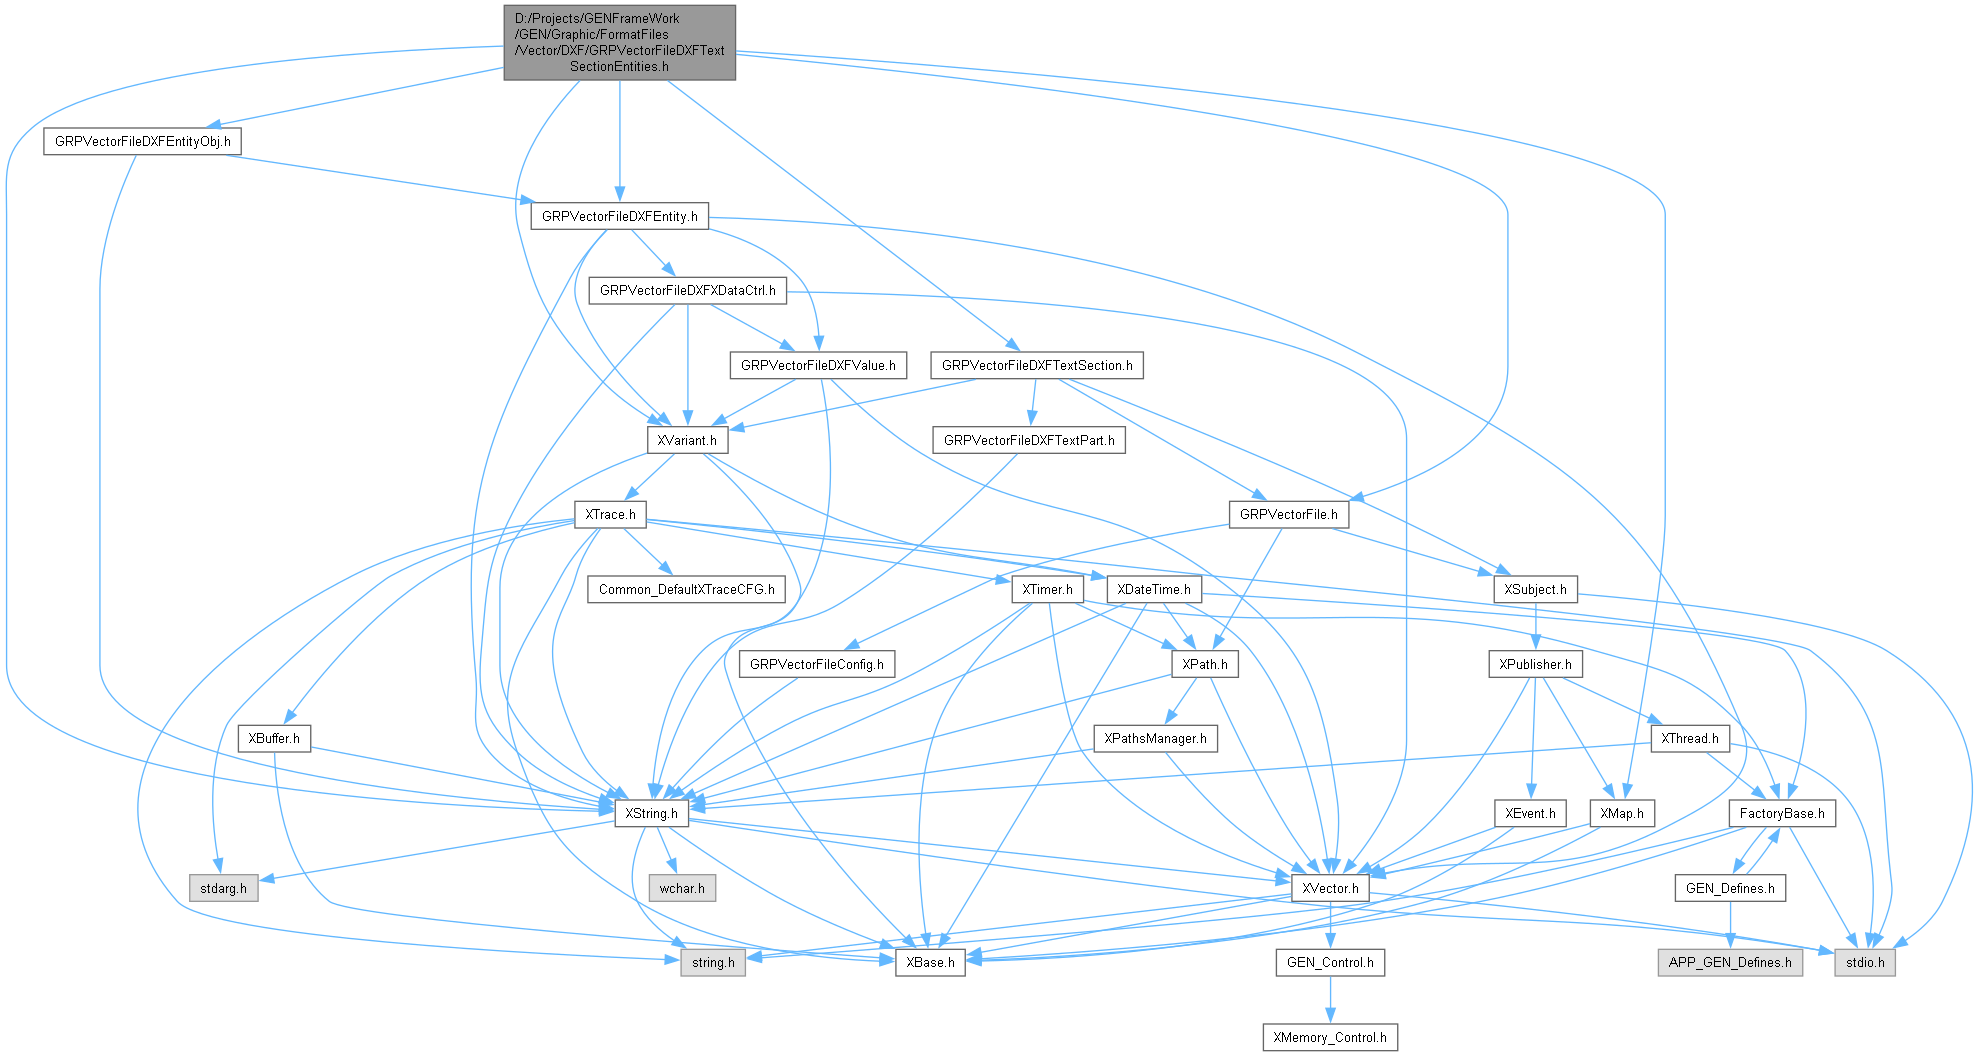 D:/Projects/GENFrameWork
/GEN/Graphic/FormatFiles
/Vector/DXF/GRPVectorFileDXFText
SectionEntities.h
GRPVectorFileDXFEntityObj.h
GRPVectorFileDXFEntity.h
GRPVectorFileDXFXDataCtrl.h
GRPVectorFileDXFValue.h
GRPVectorFileDXFTextSection.h
XVariant.h
GRPVectorFileDXFTextPart.h
XTrace.h
GRPVectorFile.h
Common_DefaultXTraceCFG.h
XTimer.h
XDateTime.h
XSubject.h
GRPVectorFileConfig.h
XPath.h
XPublisher.h
XBuffer.h
XPathsManager.h
XThread.h
XString.h
XEvent.h
XMap.h
FactoryBase.h
stdarg.h
wchar.h
XVector.h
GEN_Defines.h
string.h
XBase.h
GEN_Control.h
APP_GEN_Defines.h
stdio.h
XMemory_Control.h